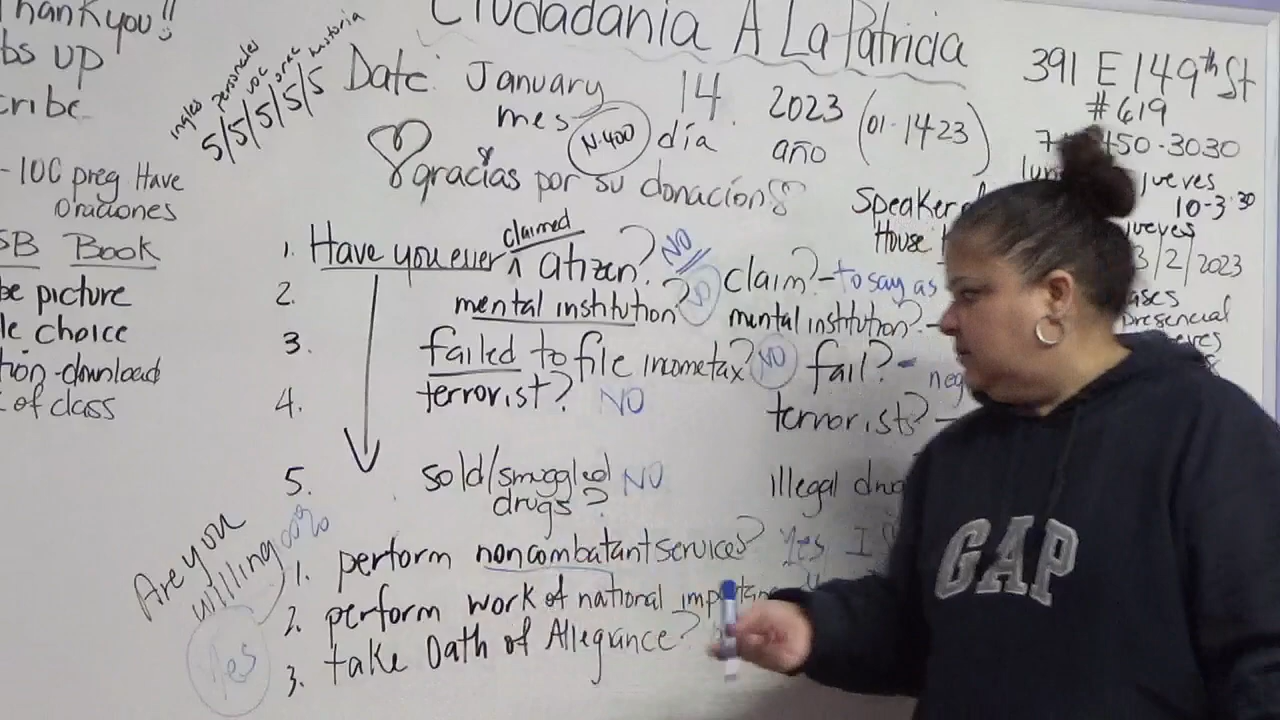 Thank you!!
bs up
cribe
-100 preg Have
Oraciones
SB Book
be picture
le choice
tion-download
of class
ingles personales voc orac historia
5/5/5/5/5
Ciudadania A La Patricia
Date: January 14 2023 (01-14-23)
mes día año
N-400
gracias por su donación
1. Have you ever claimed citizen? NO
2. mental institution? NO
3. failed to file income tax? NO
4. terrorist? NO
5. sold/smuggled drugs? NO
Are you willing
Yes
1. perform noncombatant services? Yes, I
2. perform work of national
3. take Oath of Allegiance?
391 E 149th St
#619
450-3030
jueves
10-3:30
jueves
3/2/2023
presencial
Speaker
House
claim? - to say as
mental institution? -
fail? - neg
terrorist? -
illegal drug
GAP